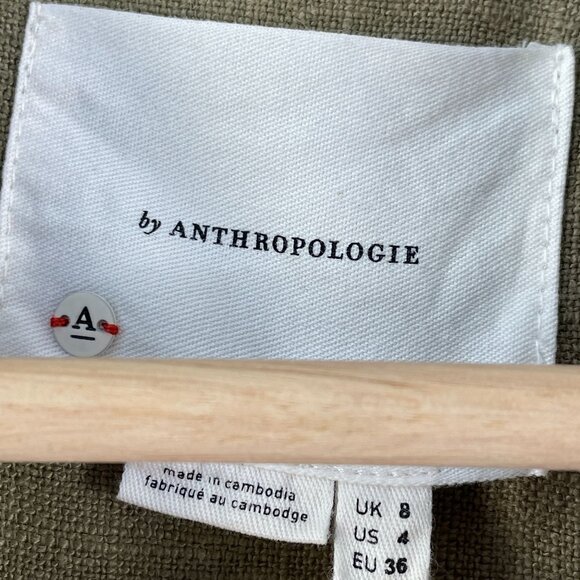 by ANTHROPOLOGIE
A
made in cambodia
fabriqué au cambodge
UK 8
US 4
EU 36